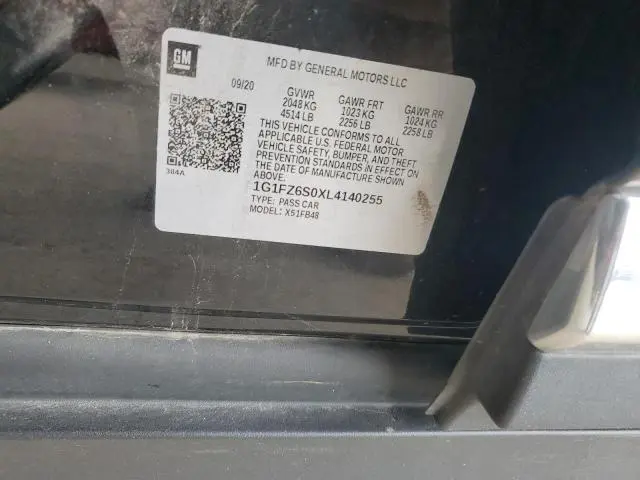 GM
MFD BY GENERAL MOTORS LLC
09/20 GVWR GAWR FRT GAWR RR
2048 KG 1023 KG 1024 KG
4514 LB 2256 LB 2258 LB
THIS VEHICLE CONFORMS TO ALL
APPLICABLE U.S. FEDERAL MOTOR
VEHICLE SAFETY, BUMPER, AND THEFT
PREVENTION STANDARDS IN EFFECT ON
THE DATE OF MANUFACTURE SHOWN
ABOVE.
384A
1G1FZ6S0XL4140255
TYPE: PASS CAR
MODEL: X51FB48